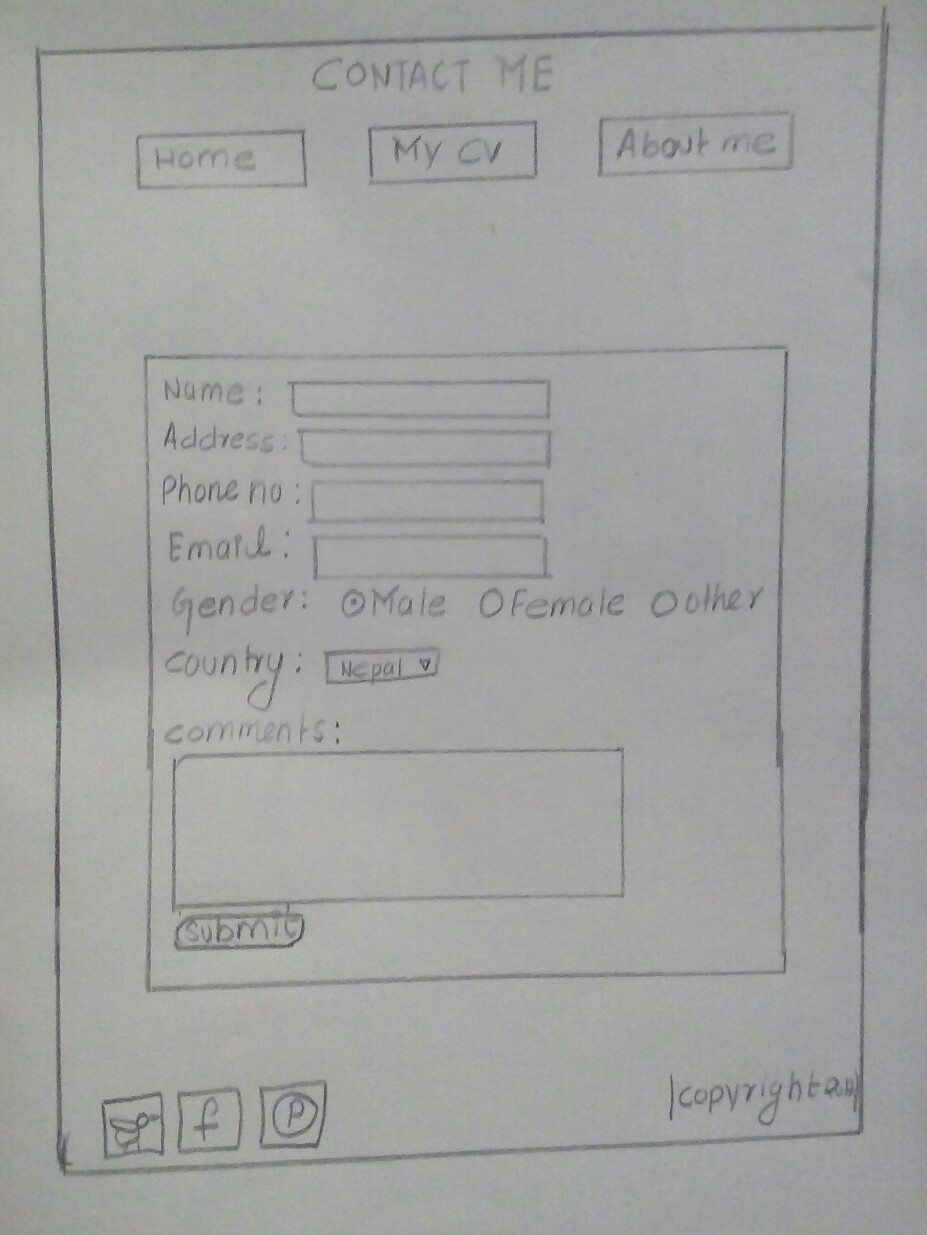 CONTACT ME
Home My CV About me
Name:
Address:
Phone no:
Email:
Gender: Male Female other
country: Nepal
comments:
submit
f P |copyright